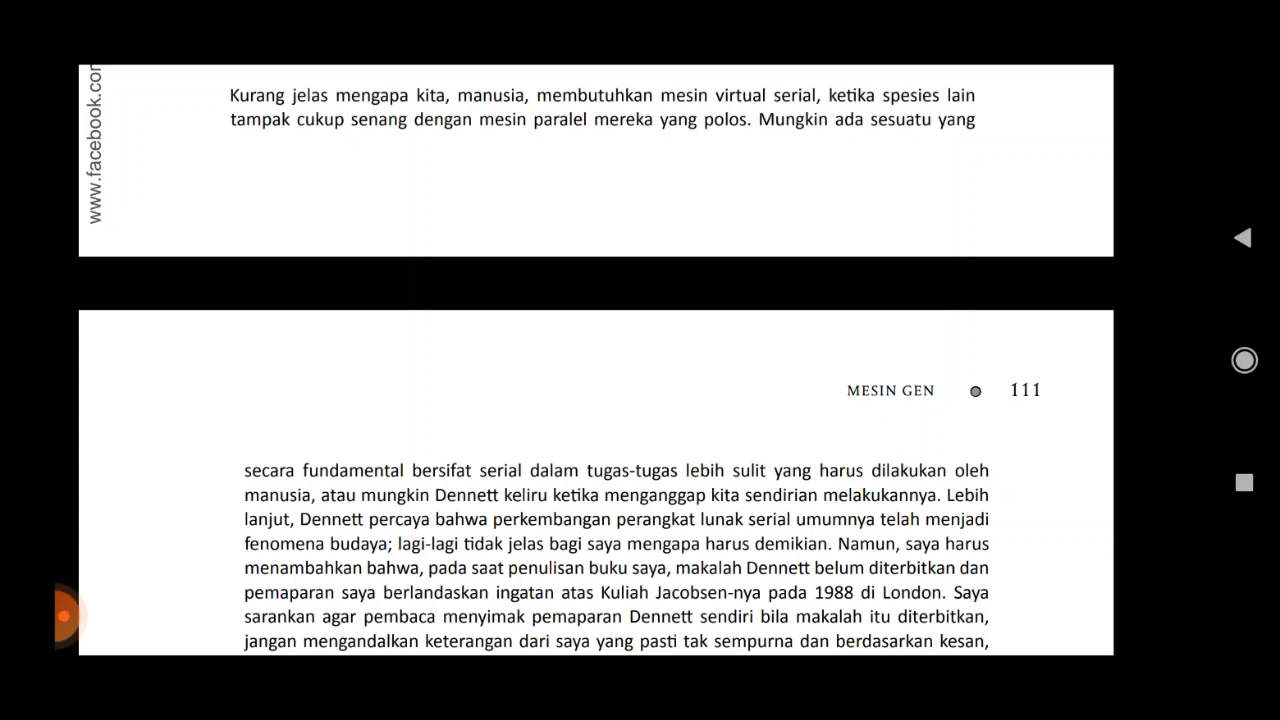 www.facebook.com
Kurang jelas mengapa kita, manusia, membutuhkan mesin virtual serial, ketika spesies lain
tampak cukup senang dengan mesin paralel mereka yang polos. Mungkin ada sesuatu yang
MESIN GEN 111
secara fundamental bersifat serial dalam tugas-tugas lebih sulit yang harus dilakukan oleh
manusia, atau mungkin Dennett keliru ketika menganggap kita sendirian melakukannya. Lebih
lanjut, Dennett percaya bahwa perkembangan perangkat lunak serial umumnya telah menjadi
fenomena budaya; lagi-lagi tidak jelas bagi saya mengapa harus demikian. Namun, saya harus
menambahkan bahwa, pada saat penulisan buku saya, makalah Dennett belum diterbitkan dan
pemaparan saya berlandaskan ingatan atas Kuliah Jacobsen-nya pada 1988 di London. Saya
sarankan agar pembaca menyimak pemaparan Dennett sendiri bila makalah itu diterbitkan,
jangan mengandalkan keterangan dari saya yang pasti tak sempurna dan berdasarkan kesan,